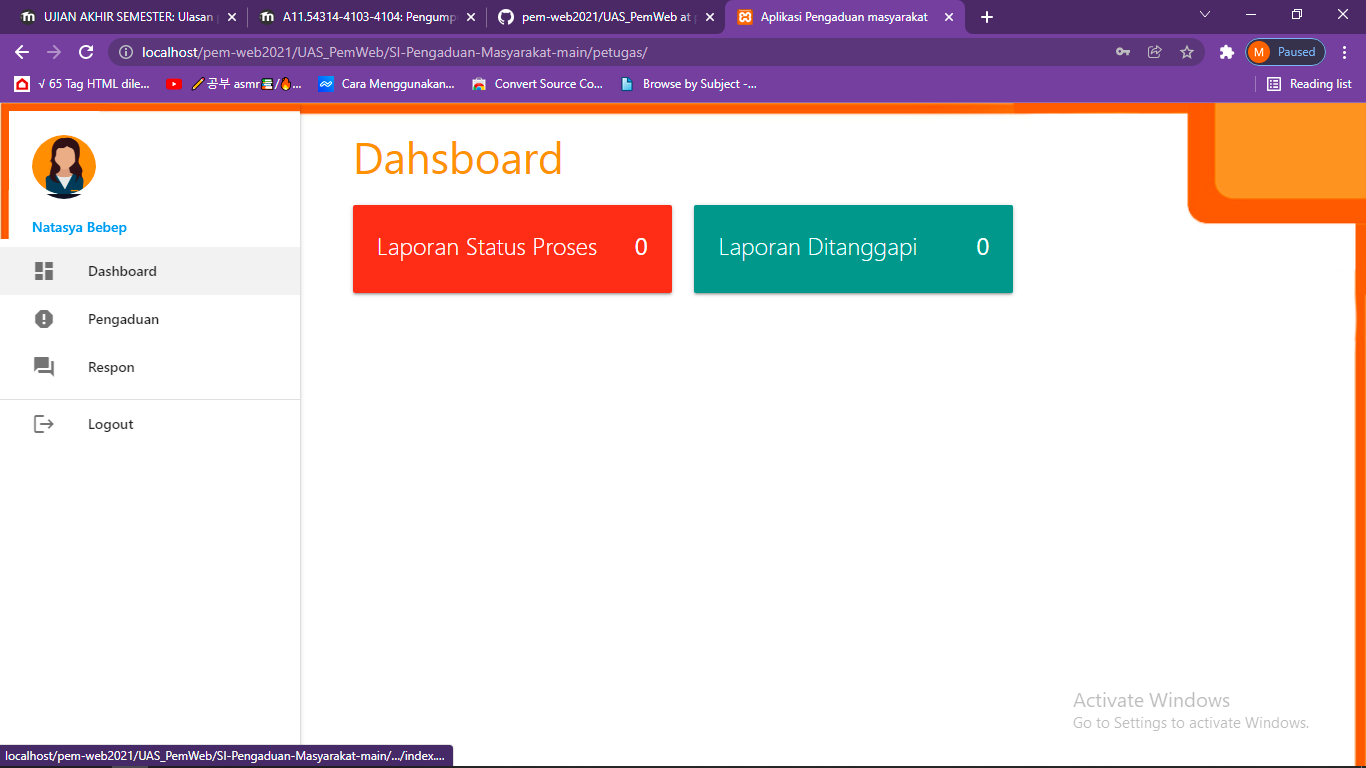 UJIAN AKHIR SEMESTER: Ulasan
A11.54314-4103-4104: Pengump
pem-web2021/UAS_PemWeb at
Aplikasi Pengaduan masyarakat
localhost/pem-web2021/UAS_PemWeb/SI-Pengaduan-Masyarakat-main/petugas/
M Paused
√ 65 Tag HTML dile...
공부 asmr📚/🔥...
Cara Menggunakan...
Convert Source Co...
Browse by Subject -...
Reading list
Natasya Bebep
Dashboard
Pengaduan
Respon
Logout
Dahsboard
Laporan Status Proses 0
Laporan Ditanggapi 0
Activate Windows
Go to Settings to activate Windows.
localhost/pem-web2021/UAS_PemWeb/SI-Pengaduan-Masyarakat-main/.../index....